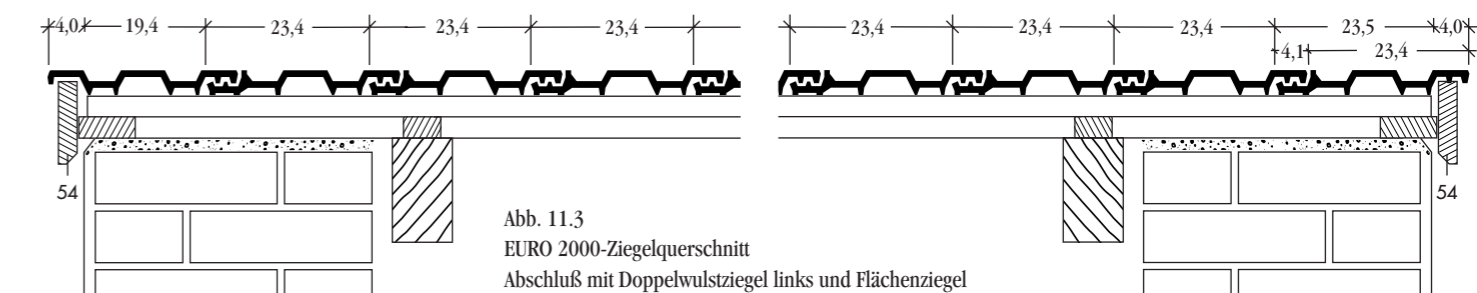 4,0 19,4 23,4 23,4 23,4 23,4 23,4 23,4 23,5 4,0
4,1 23,4
54 54
Abb. 11.3
EURO 2000-Ziegelquerschnitt
Abschluß mit Doppelwulstziegel links und Flächenziegel